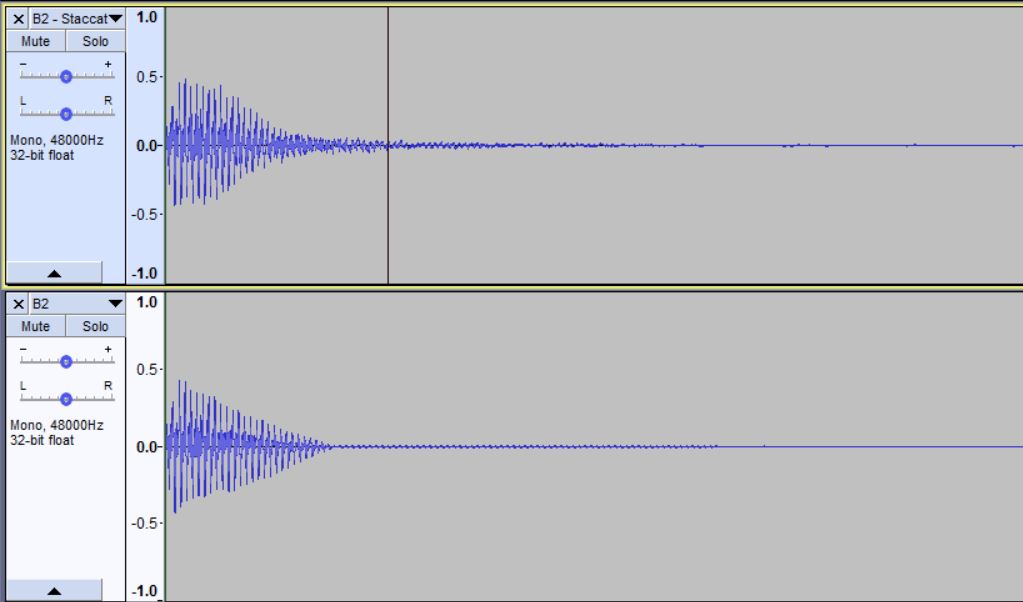 B2 - Staccat
1.0
Mute Solo
- +
0.5-
L R
Mono, 48000Hz
0.0-
32-bit float
-0.5-
-1.0
B2
1.0
Mute Solo
- +
0.5-
L R
Mono, 48000Hz
32-bit float
0.0-
-0.5-
-1.0